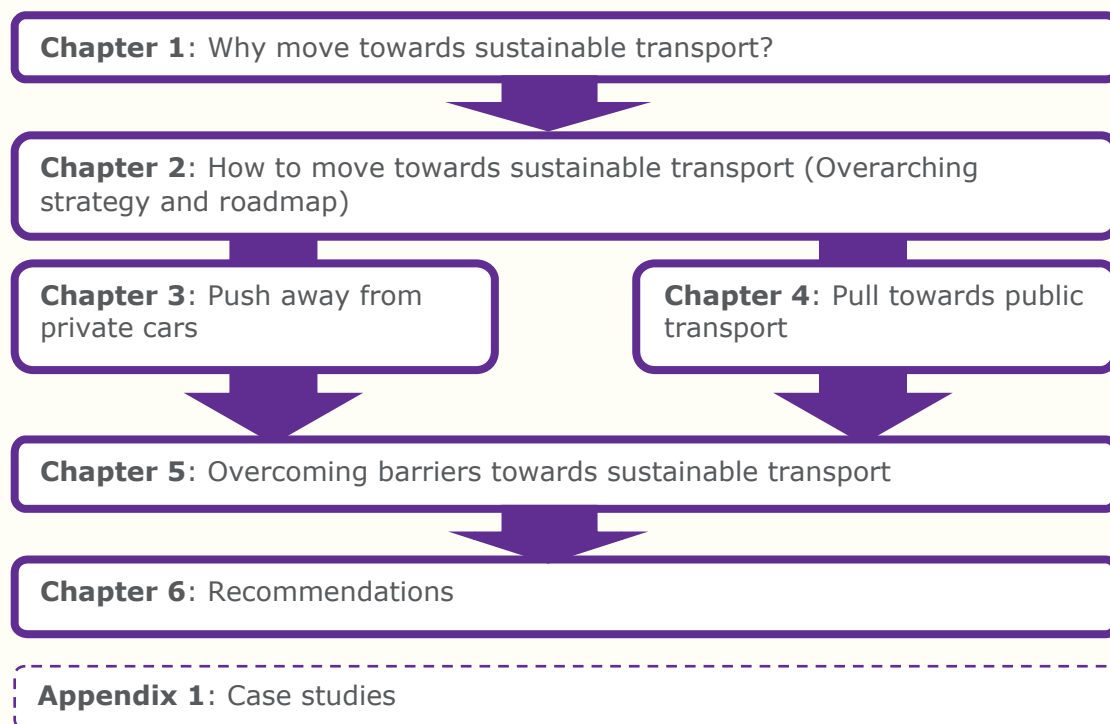 Chapter 1: Why move towards sustainable transport?
Chapter 2: How to move towards sustainable transport (Overarching
strategy and roadmap)
Chapter 3: Push away from
private cars
Chapter 4: Pull towards public
transport
Chapter 5: Overcoming barriers towards sustainable transport
Chapter 6: Recommendations
Appendix 1: Case studies